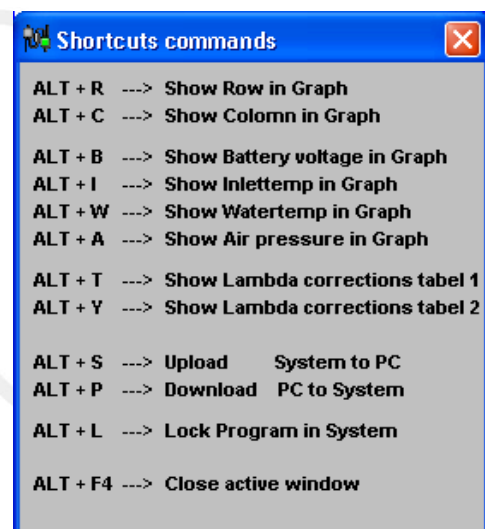 Shortcuts commands
ALT + R ---> Show Row in Graph
ALT + C ---> Show Colomn in Graph
ALT + B ---> Show Battery voltage in Graph
ALT + I ---> Show Inlettemp in Graph
ALT + W ---> Show Watertemp in Graph
ALT + A ---> Show Air pressure in Graph
ALT + T ---> Show Lambda corrections tabel 1
ALT + Y ---> Show Lambda corrections tabel 2
ALT + S ---> Upload System to PC
ALT + P ---> Download PC to System
ALT + L ---> Lock Program in System
ALT + F4 ---> Close active window